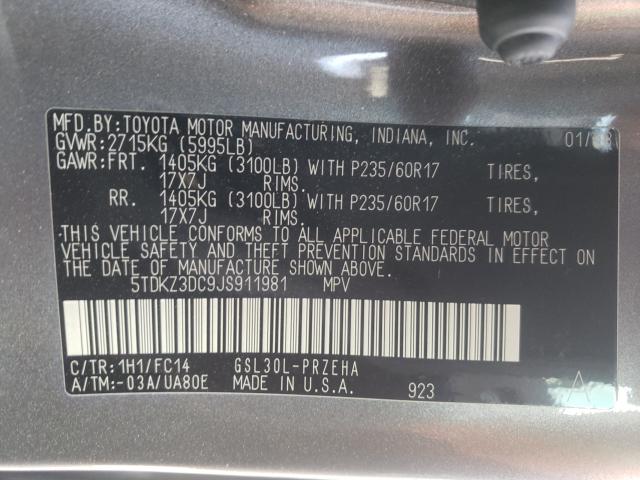 MFD.BY:TOYOTA MOTOR MANUFACTURING, INDIANA, INC. 01/18
GVWR:2715KG (5995LB)
GAWR:FRT. 1405KG (3100LB) WITH P235/60R17 TIRES,
17X7J RIMS.
RR. 1405KG (3100LB) WITH P235/60R17 TIRES,
17X7J RIMS.
THIS VEHICLE CONFORMS TO ALL APPLICABLE FEDERAL MOTOR
VEHICLE SAFETY AND THEFT PREVENTION STANDARDS IN EFFECT ON
THE DATE OF MANUFACTURE SHOWN ABOVE.
5TDKZ3DC9JS911981 MPV
C/TR:1H1/FC14 GSL30L-PRZEHA
A/TM:-03A/UA80E MADE IN U.S.A. 923 A